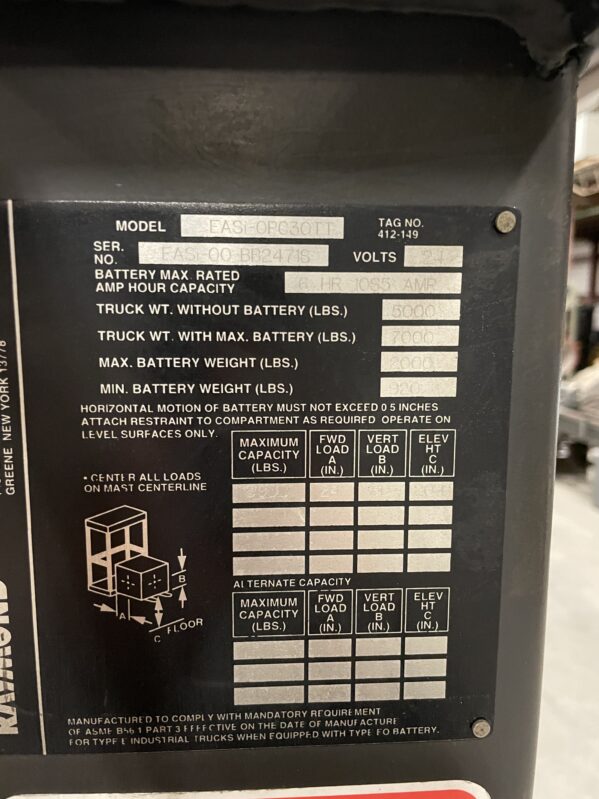 MODEL EASI-OPC30TT TAG NO.
412-149
SER.
NO. EASI-00-BB24718 VOLTS 24
BATTERY MAX. RATED
AMP HOUR CAPACITY 6 HR 1085 AMR
TRUCK WT. WITHOUT BATTERY (LBS.) 5000
TRUCK WT. WITH MAX. BATTERY (LBS.) 7000
MAX. BATTERY WEIGHT (LBS.) 2000
MIN. BATTERY WEIGHT (LBS.) 920
HORIZONTAL MOTION OF BATTERY MUST NOT EXCEED 0 5 INCHES
ATTACH RESTRAINT TO COMPARTMENT AS REQUIRED OPERATE ON
LEVEL SURFACES ONLY.
MAXIMUM
CAPACITY
(LBS.)
FWD
LOAD
A
(IN.)
VERT
LOAD
B
(IN.)
ELEV
HT
C
(IN.)
• CENTER ALL LOADS
ON MAST CENTERLINE
A
B
C
FLOOR
ALTERNATE CAPACITY
MAXIMUM
CAPACITY
(LBS.)
FWD
LOAD
A
(IN.)
VERT
LOAD
B
(IN.)
ELEV
HT
C
(IN.)
MANUFACTURED TO COMPLY WITH MANDATORY REQUIREMENT
OF ASME B56 1 PART 3 EFFECTIVE ON THE DATE OF MANUFACTURE
FOR TYPE E INDUSTRIAL TRUCKS WHEN EQUIPPED WITH TYPE EO BATTERY.
GREENE NEW YORK 13778
RAYMOND